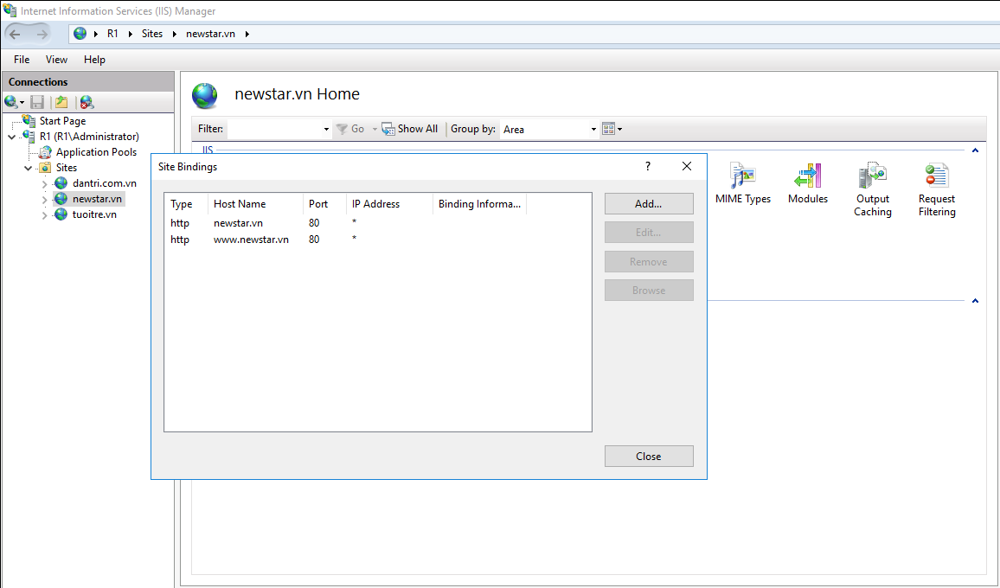 Internet Information Services (IIS) Manager
R1 Sites newstar.vn
File View Help
Connections
Start Page
R1 (R1\Administrator)
Application Pools
Sites
dantri.com.vn
newstar.vn
tuoitre.vn
newstar.vn Home
Filter: Go Show All Group by: Area
IIS
MIME Types Modules Output Request
Caching Filtering
Site Bindings ?
Type Host Name Port IP Address Binding Informa...
http newstar.vn 80 *
http www.newstar.vn 80 *
Add...
Edit...
Remove
Browse
Close